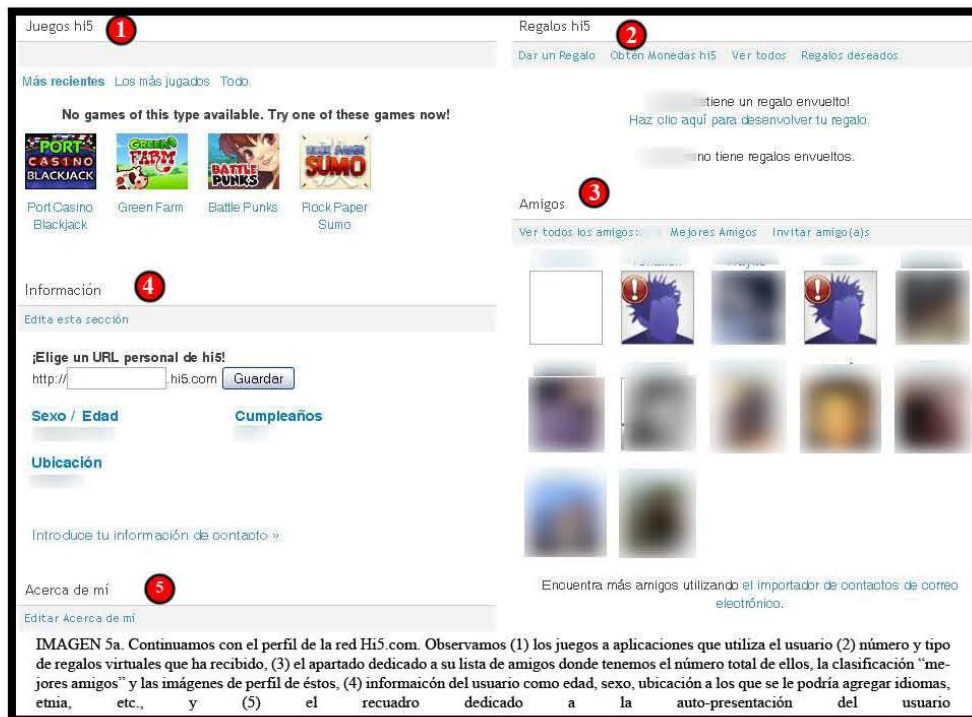 Juegos hi5
1
Más recientes Los más jugados Todo.
No games of this type available. Try one of these games now!
PORT CASINO BLACKJACK
GREEN FARM
BATTLE PUNKS
ROCK PAPER SUMO
Port Casino Blackjack
Green Farm
Battle Punks
Rock Paper Sumo
Información
4
Edita esta sección
¡Elige un URL personal de hi5!
http:// .hi5.com Guardar
Sexo / Edad
Cumpleaños
Ubicación
Introduce tu información de contacto »
Acerca de mí
5
Editar Acerca de mí
Regalos hi5
2
Dar un Regalo Obtén Monedas hi5 Ver todos Regalos deseados
tiene un regalo envuelto!
Haz clic aquí para desenvolver tu regalo.
no tiene regalos envueltos.
Amigos
3
Ver todos los amigos: Mejores Amigos Invitar amigo(a)s
Encuentra más amigos utilizando el importador de contactos de correo
electrónico.
IMAGEN 5a. Continuamos con el perfil de la red Hi5.com. Observamos (1) los juegos a aplicaciones que utiliza el usuario (2) número y tipo
de regalos virtuales que ha recibido, (3) el apartado dedicado a su lista de amigos donde tenemos el número total de ellos, la clasificación “me-
jores amigos” y las imágenes de perfil de éstos, (4) informaicón del usuario como edad, sexo, ubicación a los que se le podría agregar idiomas,
etnia, etc., y (5) el recuadro dedicado a la auto-presentación del usuario